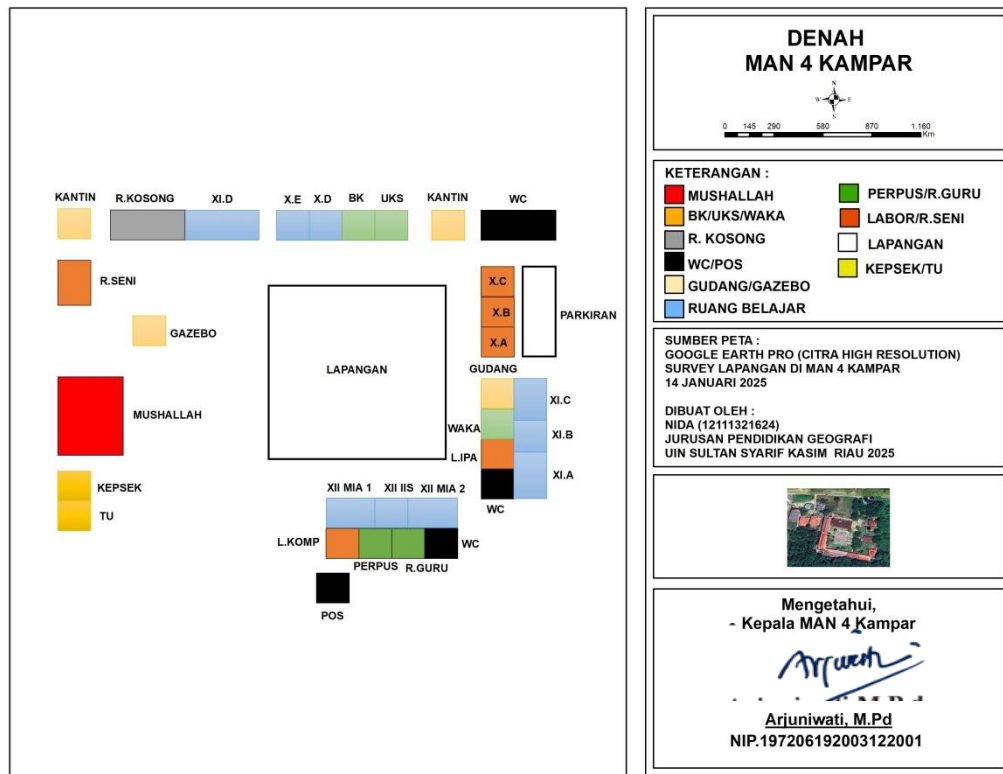 KANTIN
R.KOSONG
XI.D
X.E
X.D
BK
UKS
KANTIN
WC
R.SENI
GAZEBO
MUSHALLAH
KEPSEK
TU
LAPANGAN
X.C
X.B
X.A
PARKIRAN
GUDANG
WAKA
L.IPA
WC
XI.C
XI.B
XI.A
XII MIA 1
XII IIS
XII MIA 2
L.KOMP
PERPUS
R.GURU
WC
POS
DENAH
MAN 4 KAMPAR
N
W
E
S
0 145 290 580 870 1.160
Km
KETERANGAN :
MUSHALLAH
BK/UKS/WAKA
R. KOSONG
WC/POS
GUDANG/GAZEBO
RUANG BELAJAR
PERPUS/R.GURU
LABOR/R.SENI
LAPANGAN
KEPSEK/TU
SUMBER PETA :
GOOGLE EARTH PRO (CITRA HIGH RESOLUTION)
SURVEY LAPANGAN DI MAN 4 KAMPAR
14 JANUARI 2025
DIBUAT OLEH :
NIDA (12111321624)
JURUSAN PENDIDIKAN GEOGRAFI
UIN SULTAN SYARIF KASIM RIAU 2025
Mengetahui,
Kepala MAN 4 Kampar
Arjuniwati, M.Pd
NIP.197206192003122001